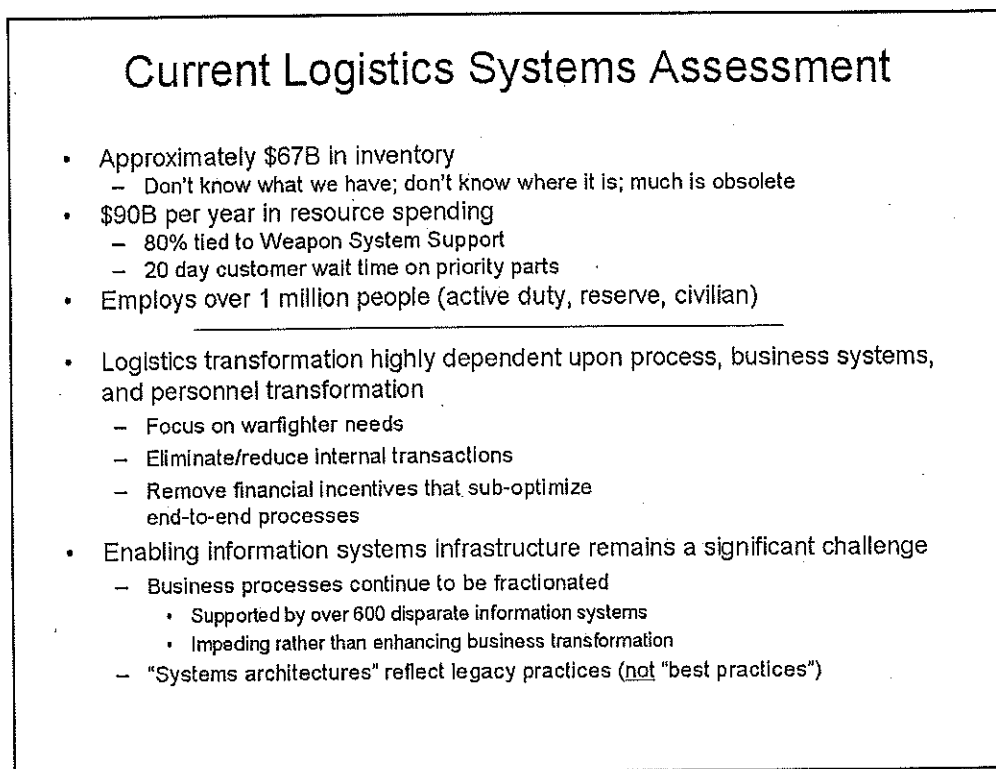 Current Logistics Systems Assessment
• Approximately $67B in inventory
– Don't know what we have; don't know where it is; much is obsolete
• $90B per year in resource spending
– 80% tied to Weapon System Support
– 20 day customer wait time on priority parts
• Employs over 1 million people (active duty, reserve, civilian)
• Logistics transformation highly dependent upon process, business systems,
and personnel transformation
– Focus on warfighter needs
– Eliminate/reduce internal transactions
– Remove financial incentives that sub-optimize
end-to-end processes
• Enabling information systems infrastructure remains a significant challenge
– Business processes continue to be fractionated
• Supported by over 600 disparate information systems
• Impeding rather than enhancing business transformation
– "Systems architectures" reflect legacy practices (not "best practices")